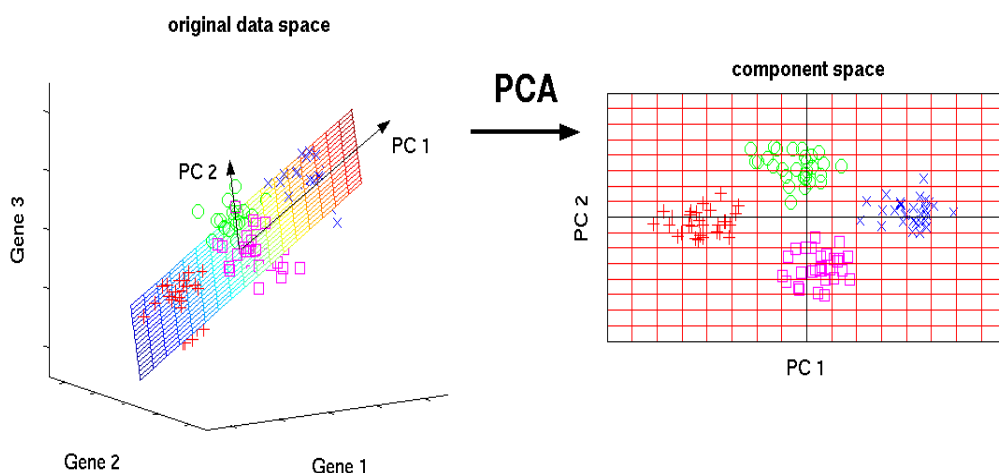 original data space
PCA
component space
PC 1
PC 2
Gene 3
Gene 2
Gene 1
PC 2
PC 1